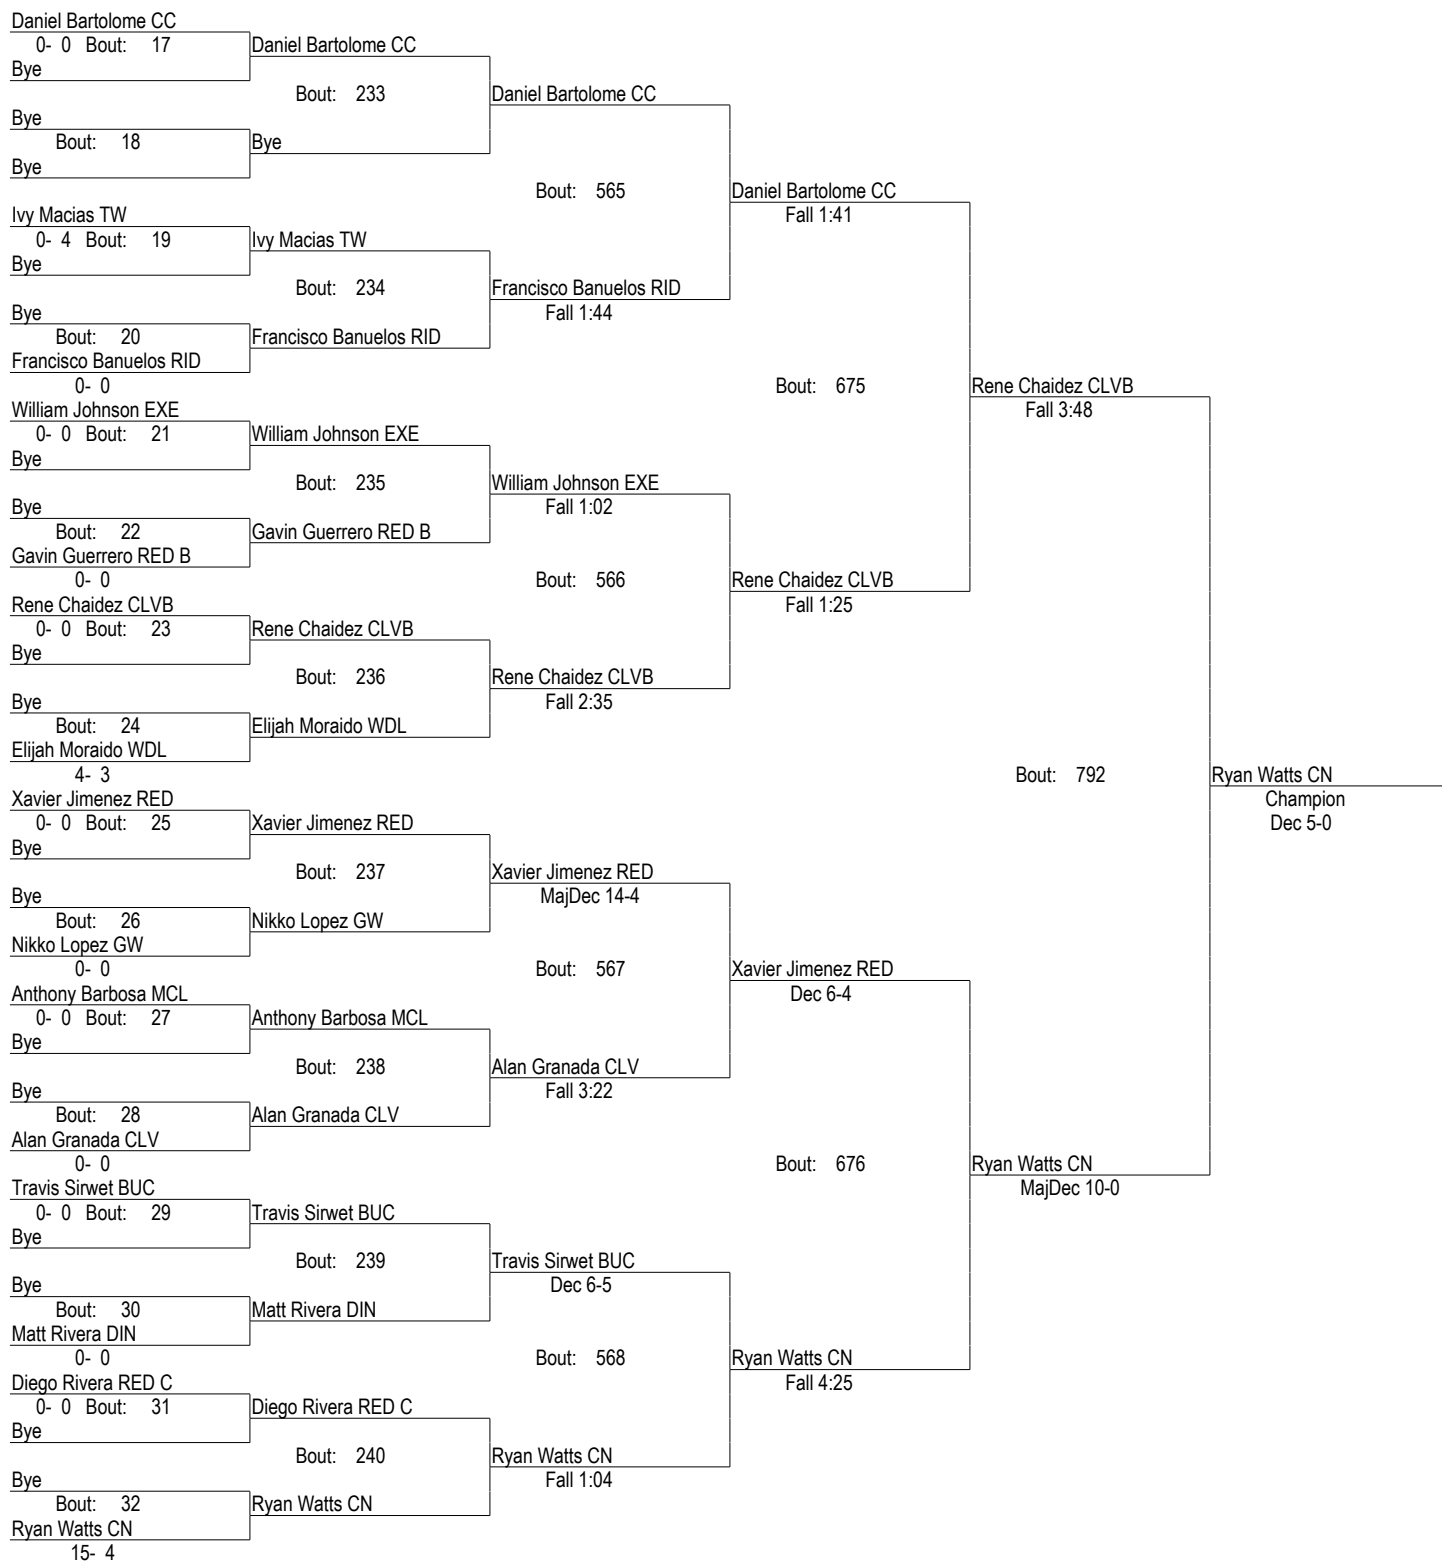 Daniel Bartolome CC
0- 0 Bout: 17
Daniel Bartolome CC
Bye
Bout: 233
Daniel Bartolome CC
Bye
Bout: 18
Bye
Bye
Bout: 565
Daniel Bartolome CC
Fall 1:41
Ivy Macias TW
0- 4 Bout: 19
Ivy Macias TW
Bye
Bout: 234
Francisco Banuelos RID
Fall 1:44
Bye
Bout: 20
Francisco Banuelos RID
Francisco Banuelos RID
0- 0
Bout: 675
Rene Chaidez CLVB
Fall 3:48
William Johnson EXE
0- 0 Bout: 21
William Johnson EXE
Bye
Bout: 235
William Johnson EXE
Fall 1:02
Bye
Bout: 22
Gavin Guerrero RED B
Gavin Guerrero RED B
0- 0
Bout: 566
Rene Chaidez CLVB
Fall 1:25
Rene Chaidez CLVB
0- 0 Bout: 23
Rene Chaidez CLVB
Bye
Bout: 236
Rene Chaidez CLVB
Fall 2:35
Bye
Bout: 24
Elijah Moraido WDL
Elijah Moraido WDL
4- 3
Bout: 792
Ryan Watts CN
Champion
Dec 5-0
Xavier Jimenez RED
0- 0 Bout: 25
Xavier Jimenez RED
Bye
Bout: 237
Xavier Jimenez RED
MajDec 14-4
Bye
Bout: 26
Nikko Lopez GW
Nikko Lopez GW
0- 0
Bout: 567
Xavier Jimenez RED
Dec 6-4
Anthony Barbosa MCL
0- 0 Bout: 27
Anthony Barbosa MCL
Bye
Bout: 238
Alan Granada CLV
Fall 3:22
Bye
Bout: 28
Alan Granada CLV
Alan Granada CLV
0- 0
Bout: 676
Ryan Watts CN
MajDec 10-0
Travis Sirwet BUC
0- 0 Bout: 29
Travis Sirwet BUC
Bye
Bout: 239
Travis Sirwet BUC
Dec 6-5
Bye
Bout: 30
Matt Rivera DIN
Matt Rivera DIN
0- 0
Bout: 568
Ryan Watts CN
Fall 4:25
Diego Rivera RED C
0- 0 Bout: 31
Diego Rivera RED C
Bye
Bout: 240
Ryan Watts CN
Fall 1:04
Bye
Bout: 32
Ryan Watts CN
Ryan Watts CN
15- 4